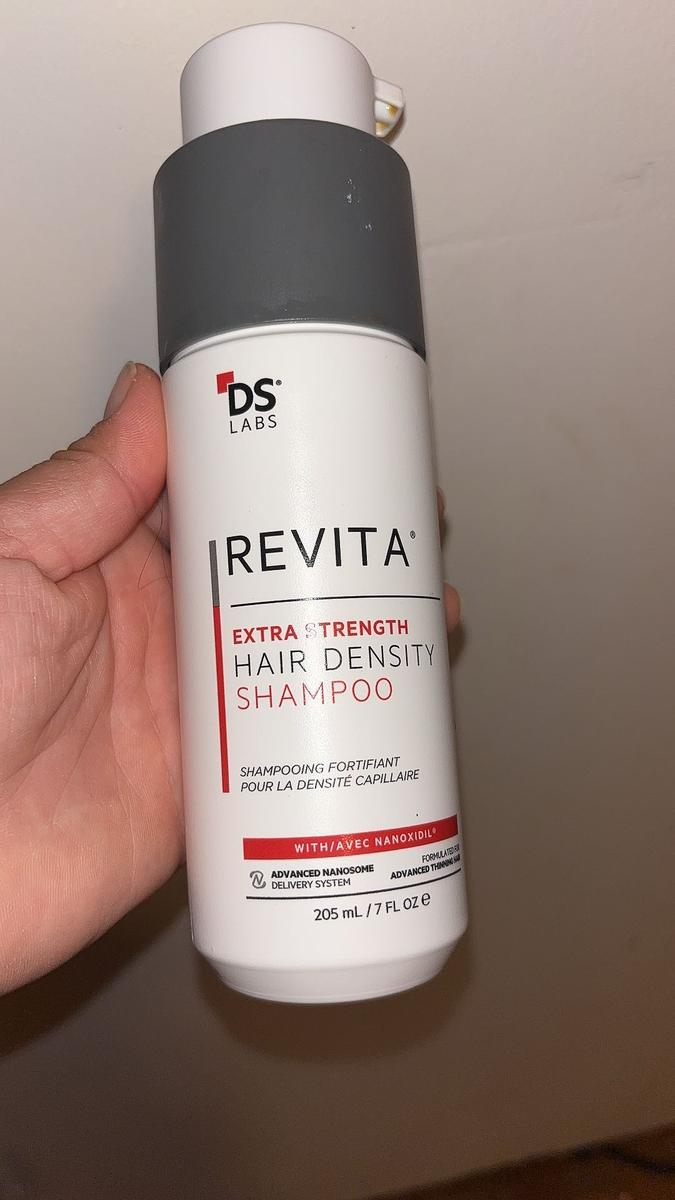 DS®
LABS
REVITA®
EXTRA STRENGTH
HAIR DENSITY
SHAMPOO
SHAMPOOING FORTIFIANT
POUR LA DENSITÉ CAPILLAIRE
WITH/AVEC NANOXIDIL®
ADVANCED NANOSOME
DELIVERY SYSTEM
FORMULATED FOR
ADVANCED THINNING HAIR
205 mL / 7 FL OZ ℮